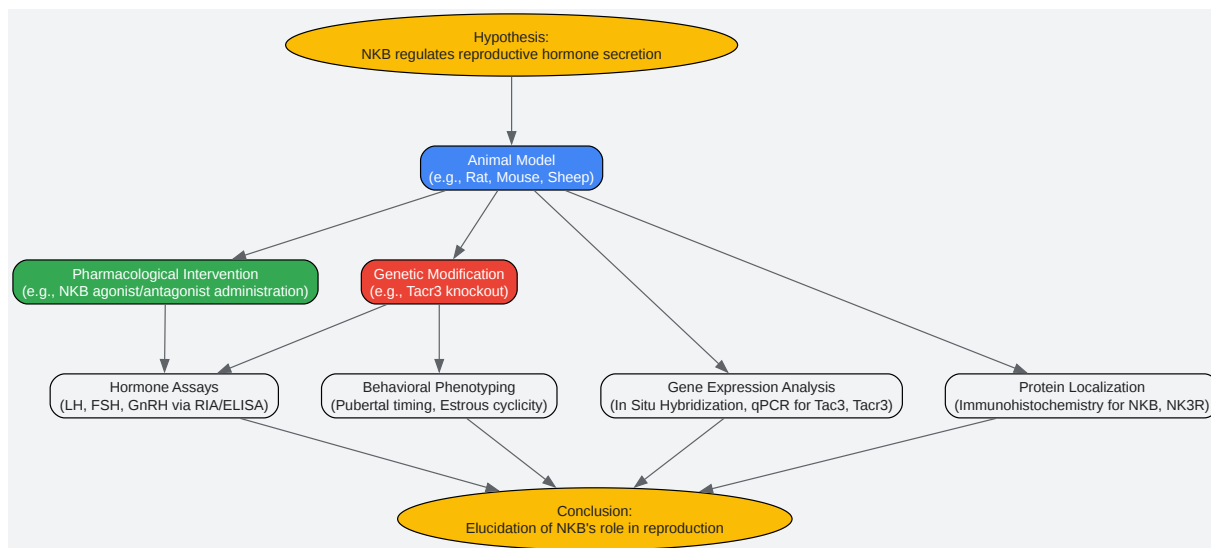 Hypothesis:
NKB regulates reproductive hormone secretion
Animal Model
(e.g., Rat, Mouse, Sheep)
Pharmacological Intervention
(e.g., NKB agonist/antagonist administration)
Genetic Modification
(e.g., Tacr3 knockout)
Hormone Assays
(LH, FSH, GnRH via RIA/ELISA)
Behavioral Phenotyping
(Pubertal timing, Estrous cyclicity)
Gene Expression Analysis
(In Situ Hybridization, qPCR for Tac3, Tacr3)
Protein Localization
(Immunohistochemistry for NKB, NK3R)
Conclusion:
Elucidation of NKB's role in reproduction